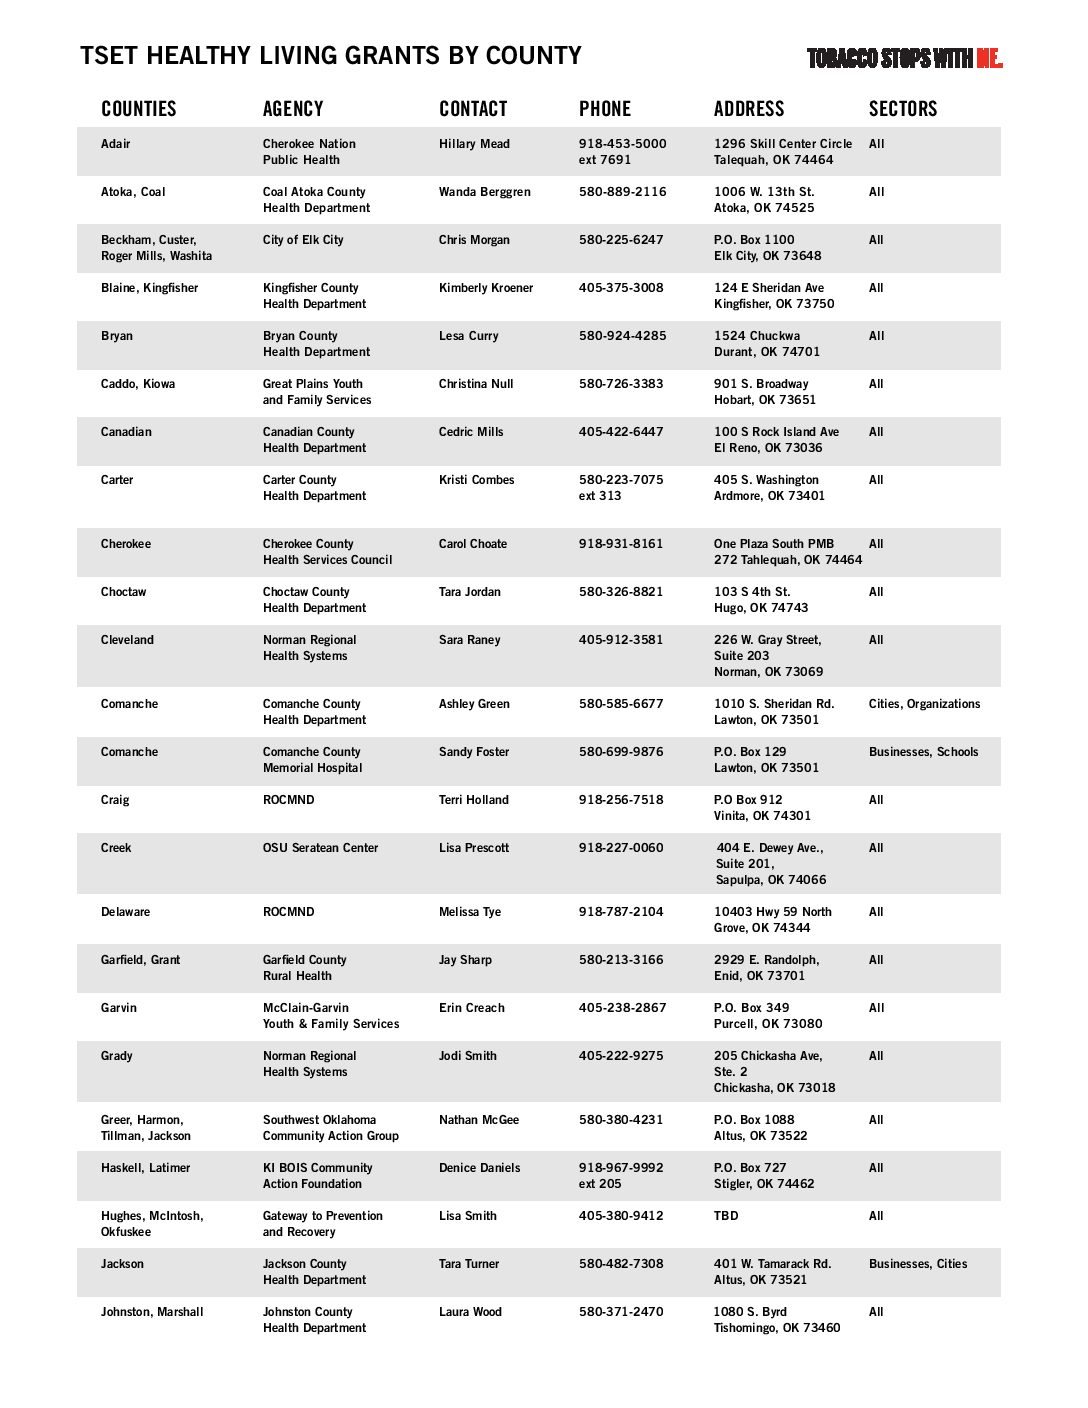 TSET HEALTHY LIVING GRANTS BY COUNTY
TOBACCO STOPS WITH ME.
COUNTIES AGENCY CONTACT PHONE ADDRESS SECTORS
Adair Cherokee Nation Hillary Mead 918-453-5000 1296 Skill Center Circle All
Public Health ext 7691 Talequah, OK 74464
Atoka, Coal Coal Atoka County Wanda Berggren 580-889-2116 1006 W. 13th St. All
Health Department Atoka, OK 74525
Beckham, Custer, City of Elk City Chris Morgan 580-225-6247 P.O. Box 1100 All
Roger Mills, Washita Elk City, OK 73648
Blaine, Kingfisher Kingfisher County Kimberly Kroener 405-375-3008 124 E Sheridan Ave All
Health Department Kingfisher, OK 73750
Bryan Bryan County Lesa Curry 580-924-4285 1524 Chuckwa All
Health Department Durant, OK 74701
Caddo, Kiowa Great Plains Youth Christina Null 580-726-3383 901 S. Broadway All
and Family Services Hobart, OK 73651
Canadian Canadian County Cedric Mills 405-422-6447 100 S Rock Island Ave All
Health Department El Reno, OK 73036
Carter Carter County Kristi Combes 580-223-7075 405 S. Washington All
Health Department ext 313 Ardmore, OK 73401
Cherokee Cherokee County Carol Choate 918-931-8161 One Plaza South PMB All
Health Services Council 272 Tahlequah, OK 74464
Choctaw Choctaw County Tara Jordan 580-326-8821 103 S 4th St. All
Health Department Hugo, OK 74743
Cleveland Norman Regional Sara Raney 405-912-3581 226 W. Gray Street, All
Health Systems Suite 203
Norman, OK 73069
Comanche Comanche County Ashley Green 580-585-6677 1010 S. Sheridan Rd. Cities, Organizations
Health Department Lawton, OK 73501
Comanche Comanche County Sandy Foster 580-699-9876 P.O. Box 129 Businesses, Schools
Memorial Hospital Lawton, OK 73501
Craig ROCMND Terri Holland 918-256-7518 P.O Box 912 All
Vinita, OK 74301
Creek OSU Seratean Center Lisa Prescott 918-227-0060 404 E. Dewey Ave., All
Suite 201,
Sapulpa, OK 74066
Delaware ROCMND Melissa Tye 918-787-2104 10403 Hwy 59 North All
Grove, OK 74344
Garfield, Grant Garfield County Jay Sharp 580-213-3166 2929 E. Randolph, All
Rural Health Enid, OK 73701
Garvin McClain-Garvin Erin Creach 405-238-2867 P.O. Box 349 All
Youth & Family Services Purcell, OK 73080
Grady Norman Regional Jodi Smith 405-222-9275 205 Chickasha Ave, All
Health Systems Ste. 2
Chickasha, OK 73018
Greer, Harmon, Southwest Oklahoma Nathan McGee 580-380-4231 P.O. Box 1088 All
Tillman, Jackson Community Action Group Altus, OK 73522
Haskell, Latimer KI BOIS Community Denice Daniels 918-967-9992 P.O. Box 727 All
Action Foundation ext 205 Stigler, OK 74462
Hughes, McIntosh, Gateway to Prevention Lisa Smith 405-380-9412 TBD All
Okfuskee and Recovery
Jackson Jackson County Tara Turner 580-482-7308 401 W. Tamarack Rd. Businesses, Cities
Health Department Altus, OK 73521
Johnston, Marshall Johnston County Laura Wood 580-371-2470 1080 S. Byrd All
Health Department Tishomingo, OK 73460